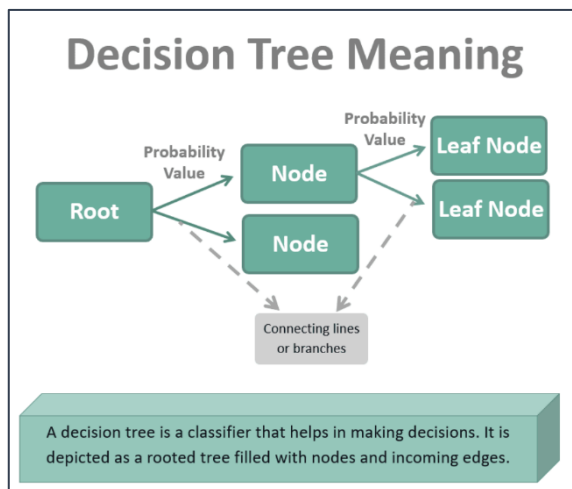 Decision Tree Meaning
Probability
Value
Probability
Value
Leaf Node
Node
Root
Leaf Node
Node
Connecting lines
or branches
A decision tree is a classifier that helps in making decisions. It is
depicted as a rooted tree filled with nodes and incoming edges.